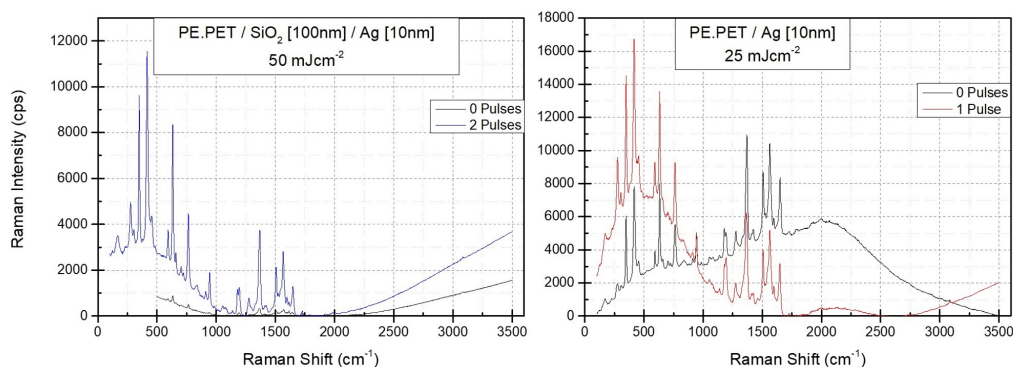 PE.PET / SiO₂ [100nm] / Ag [10nm]
50 mJcm⁻²
0 Pulses
2 Pulses
Raman Intensity (cps)
12000
10000
8000
6000
4000
2000
0
0 500 1000 1500 2000 2500 3000 3500
Raman Shift (cm⁻¹)
PE.PET / Ag [10nm]
25 mJcm⁻²
0 Pulses
1 Pulse
18000
16000
14000
12000
10000
8000
6000
4000
2000
0
0 500 1000 1500 2000 2500 3000 3500
Raman Shift (cm⁻¹)